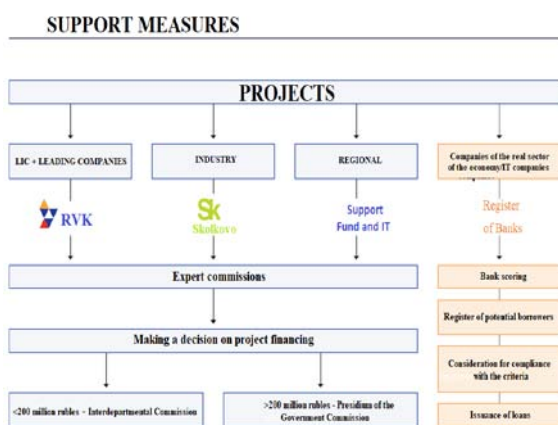 SUPPORT MEASURES
PROJECTS
LIC + LEADING COMPANIES
INDUSTRY
REGIONAL
Companies of the real sector
of the economy/IT companies
RVK
Sk
Skolkovo
Support
Fund and IT
Register
of Banks
Expert commissions
Bank scoring
Register of potential borrowers
Making a decision on project financing
Consideration for compliance
with the criteria
<200 million rubles - Interdepartmental Commission
>200 million rubles - Presidium of the
Government Commission
Issuance of loans